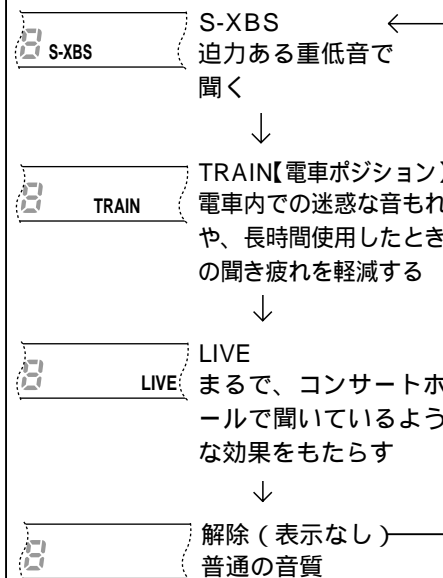 S-XBS
S-XBS
迫力ある重低音で
聞く
TRAIN【電車ポジション】
TRAIN
電車内での迷惑な音もれ
や、長時間使用したとき
の聞き疲れを軽減する
LIVE
LIVE
まるで、コンサートホ
ールで聞いているよう
な効果をもたらす
解除(表示なし)
普通の音質